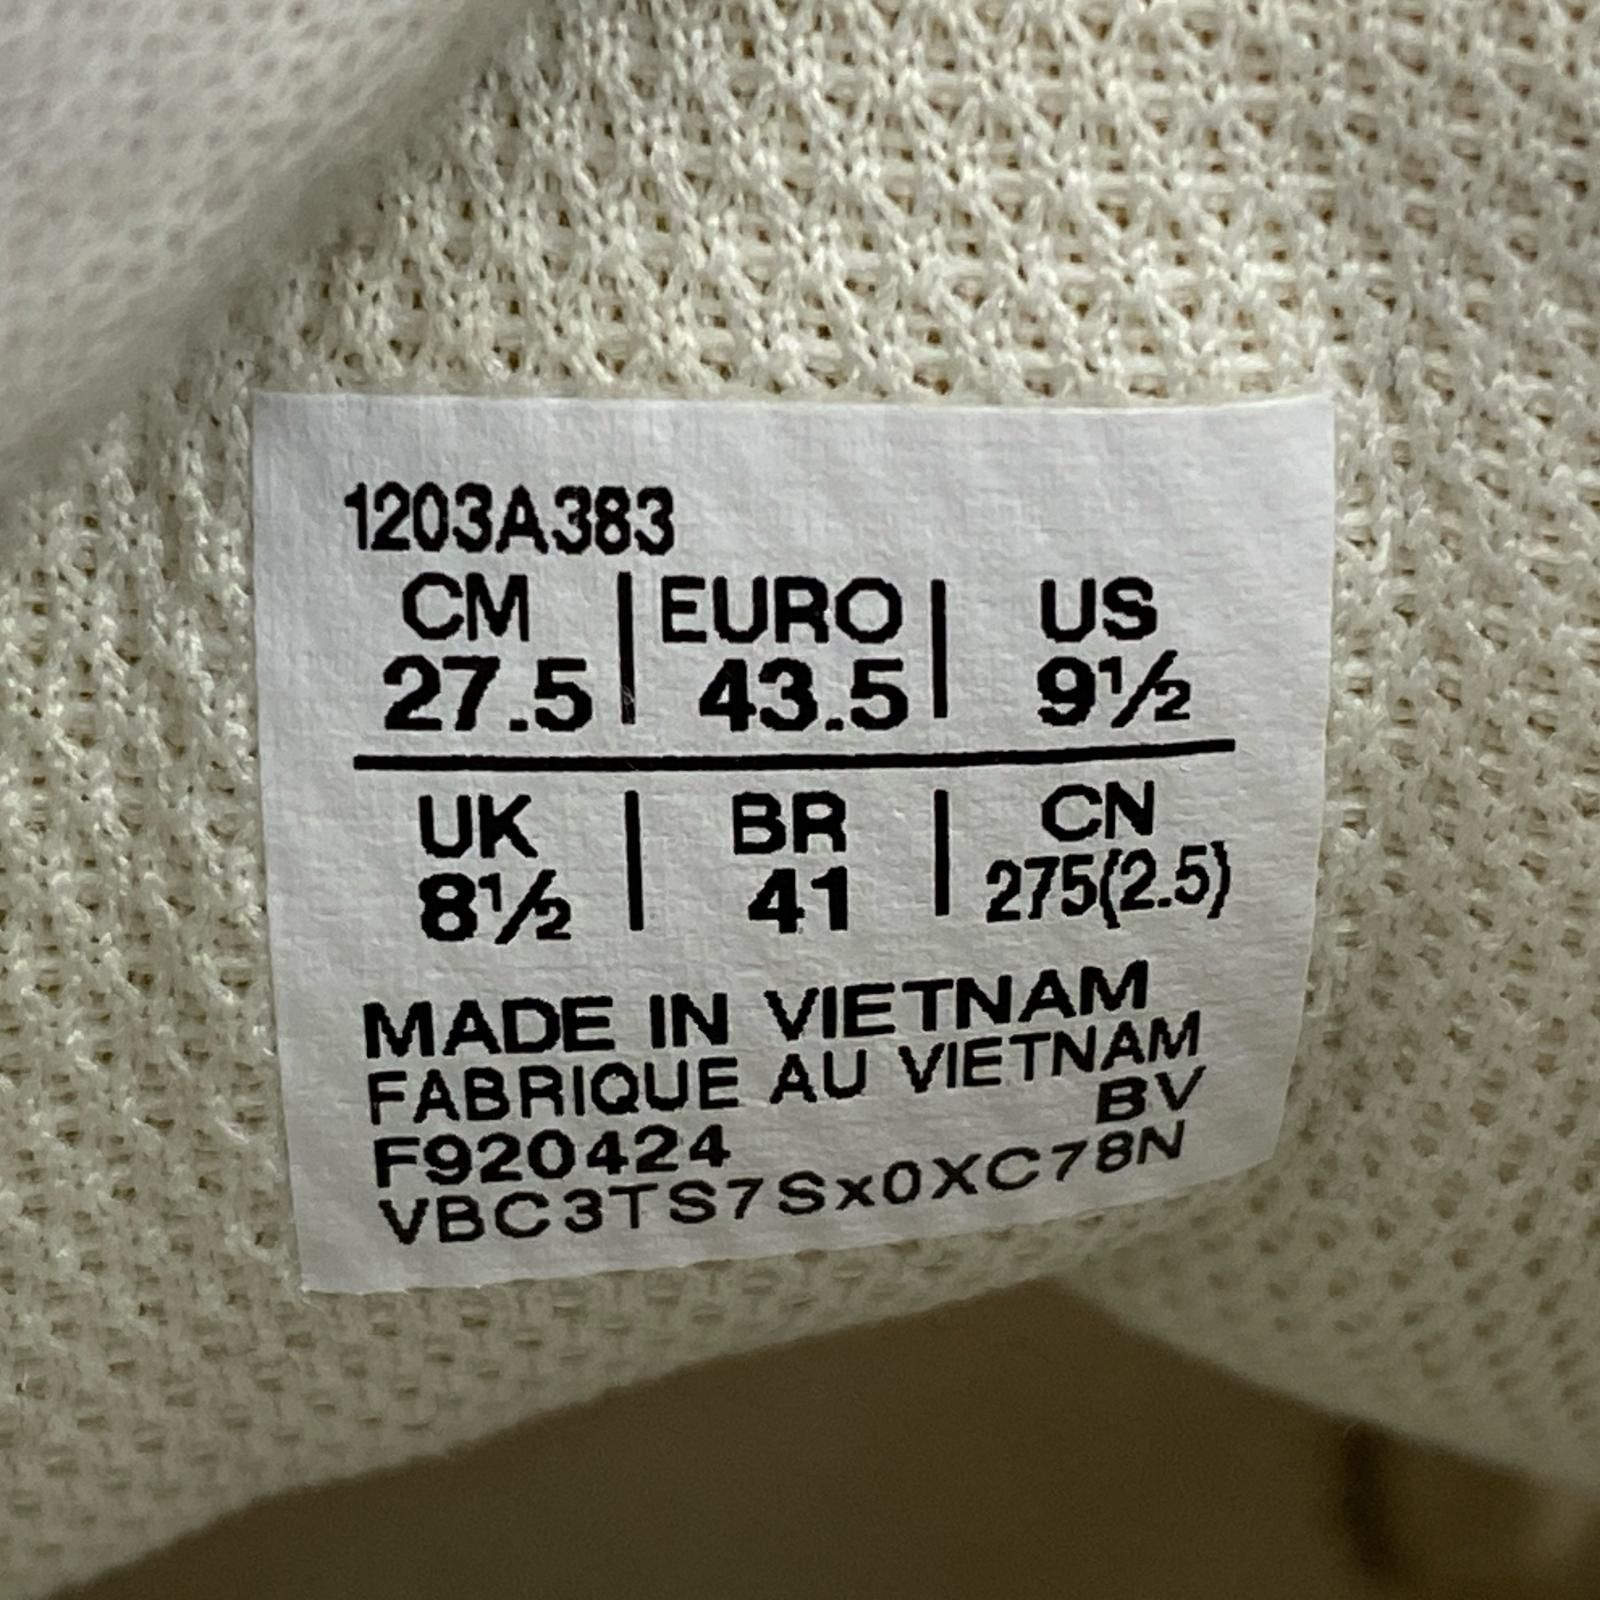 1203A383
CM | EURO | US
27.5 | 43.5 | 9½
UK | BR | CN
8½ | 41 | 275(2.5)
MADE IN VIETNAM
FABRIQUE AU VIETNAM
BV
F920424
VBC3TS7Sx0XC78N